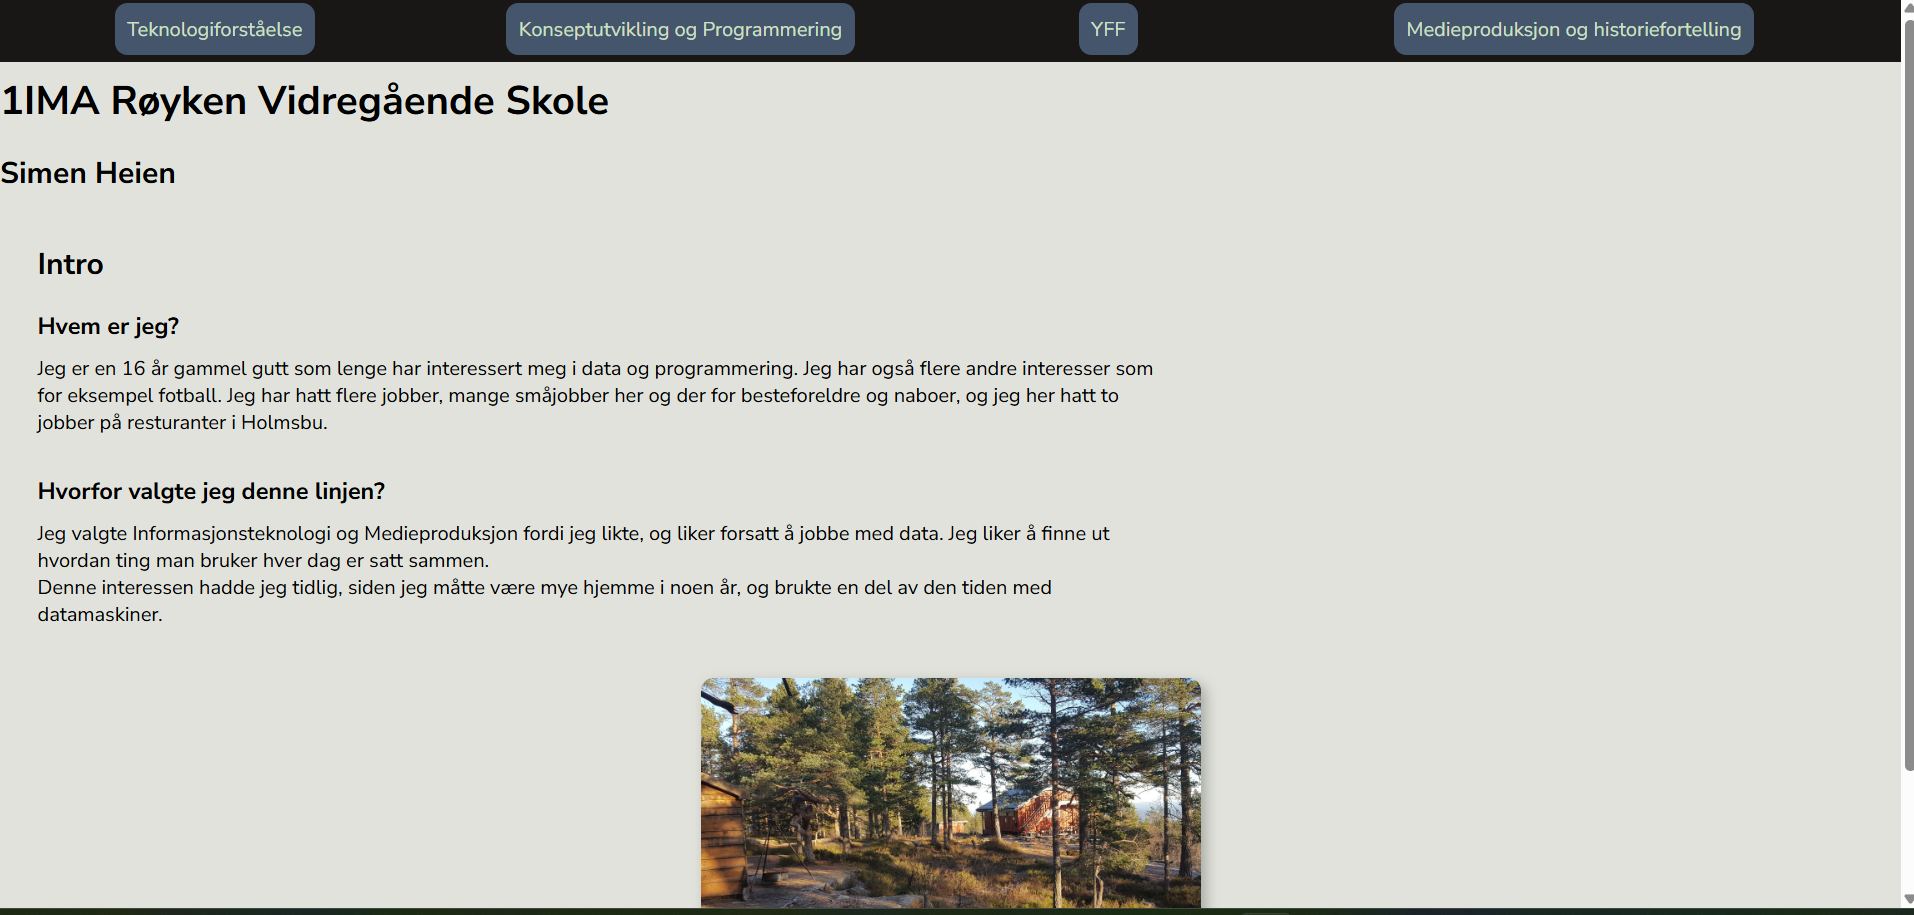 Teknologiforståelse
Konseptutvikling og Programmering
YFF
Medieproduksjon og historiefortelling
1IMA Røyken Vidregående Skole
Simen Heien
Intro
Hvem er jeg?
Jeg er en 16 år gammel gutt som lenge har interessert meg i data og programmering. Jeg har også flere andre interesser som
for eksempel fotball. Jeg har hatt flere jobber, mange småjobber her og der for besteforeldre og naboer, og jeg her hatt to
jobber på resturanter i Holmsbu.
Hvorfor valgte jeg denne linjen?
Jeg valgte Informasjonsteknologi og Medieproduksjon fordi jeg likte, og liker forsatt å jobbe med data. Jeg liker å finne ut
hvordan ting man bruker hver dag er satt sammen.
Denne interessen hadde jeg tidlig, siden jeg måtte være mye hjemme i noen år, og brukte en del av den tiden med
datamaskiner.